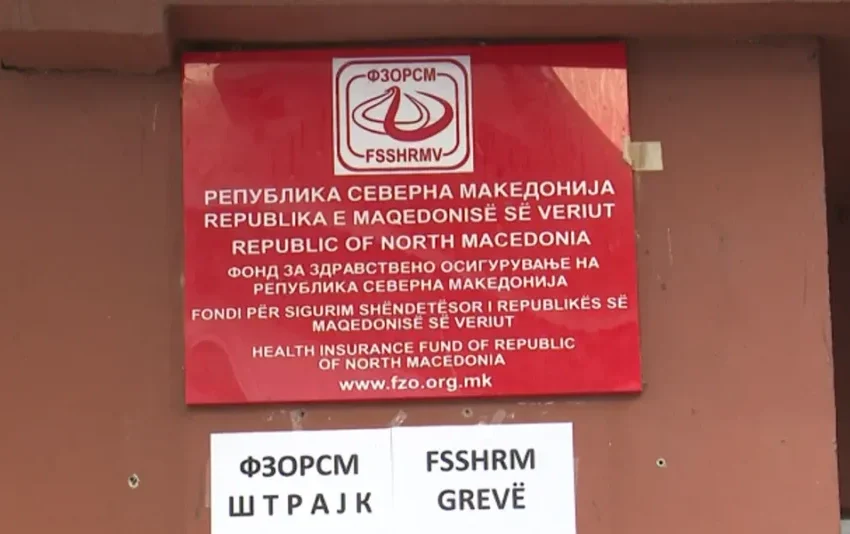 ФЗОРСМ
FSSHRMV
РЕПУБЛИКА СЕВЕРНА МАКЕДОНИЈА
REPUBLIKA E MAQEDONISË SË VERIUT
REPUBLIC OF NORTH MACEDONIA
ФОНД ЗА ЗДРАВСТВЕНО ОСИГУРУВАЊЕ НА
РЕПУБЛИКА СЕВЕРНА МАКЕДОНИЈА
FONDI PËR SIGURIM SHËNDETËSOR I REPUBLIKËS SË
MAQEDONISË SË VERIUT
HEALTH INSURANCE FUND OF REPUBLIC
OF NORTH MACEDONIA
www.fzo.org.mk
ФЗОРСМ
ШТРАЈК
FSSHRM
GREVË